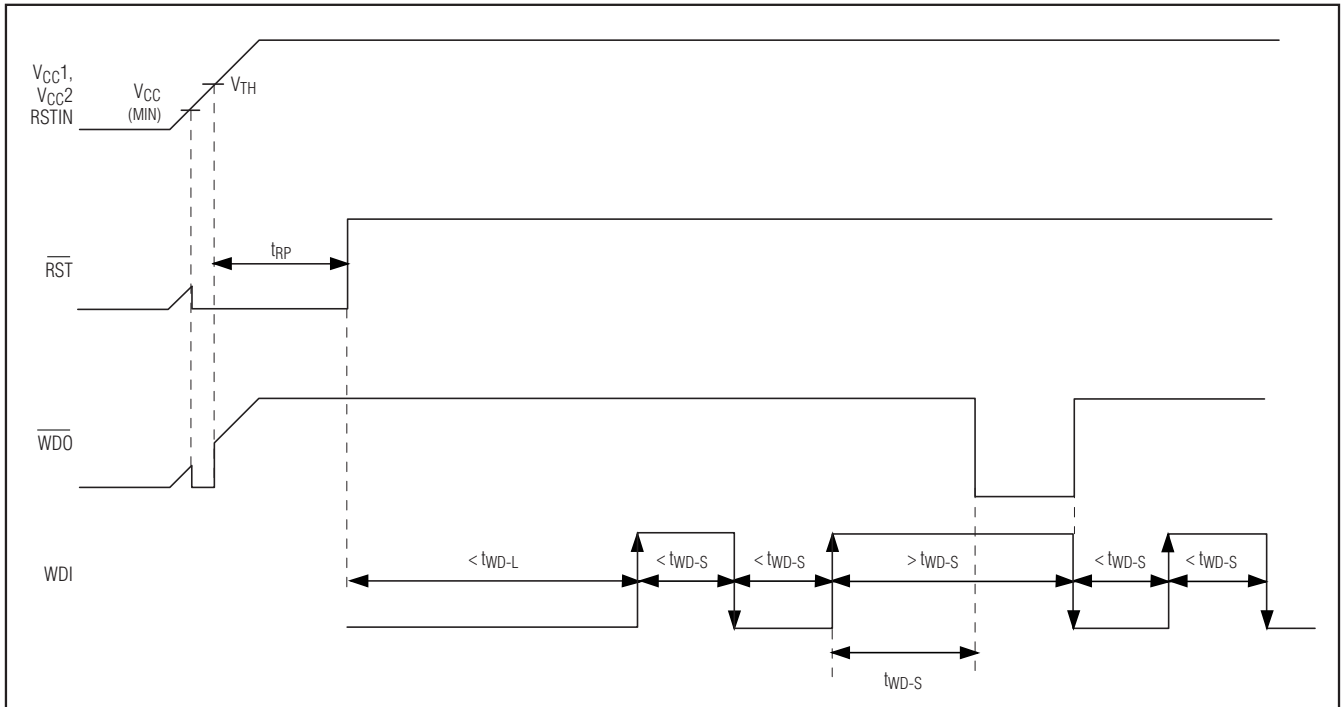 VCC1,
VCC2
RSTIN
VCC
(MIN)
VTH
RST
tRP
WDO
WDI
< tWD-L
< tWD-S
< tWD-S
> tWD-S
< tWD-S
< tWD-S
tWD-S